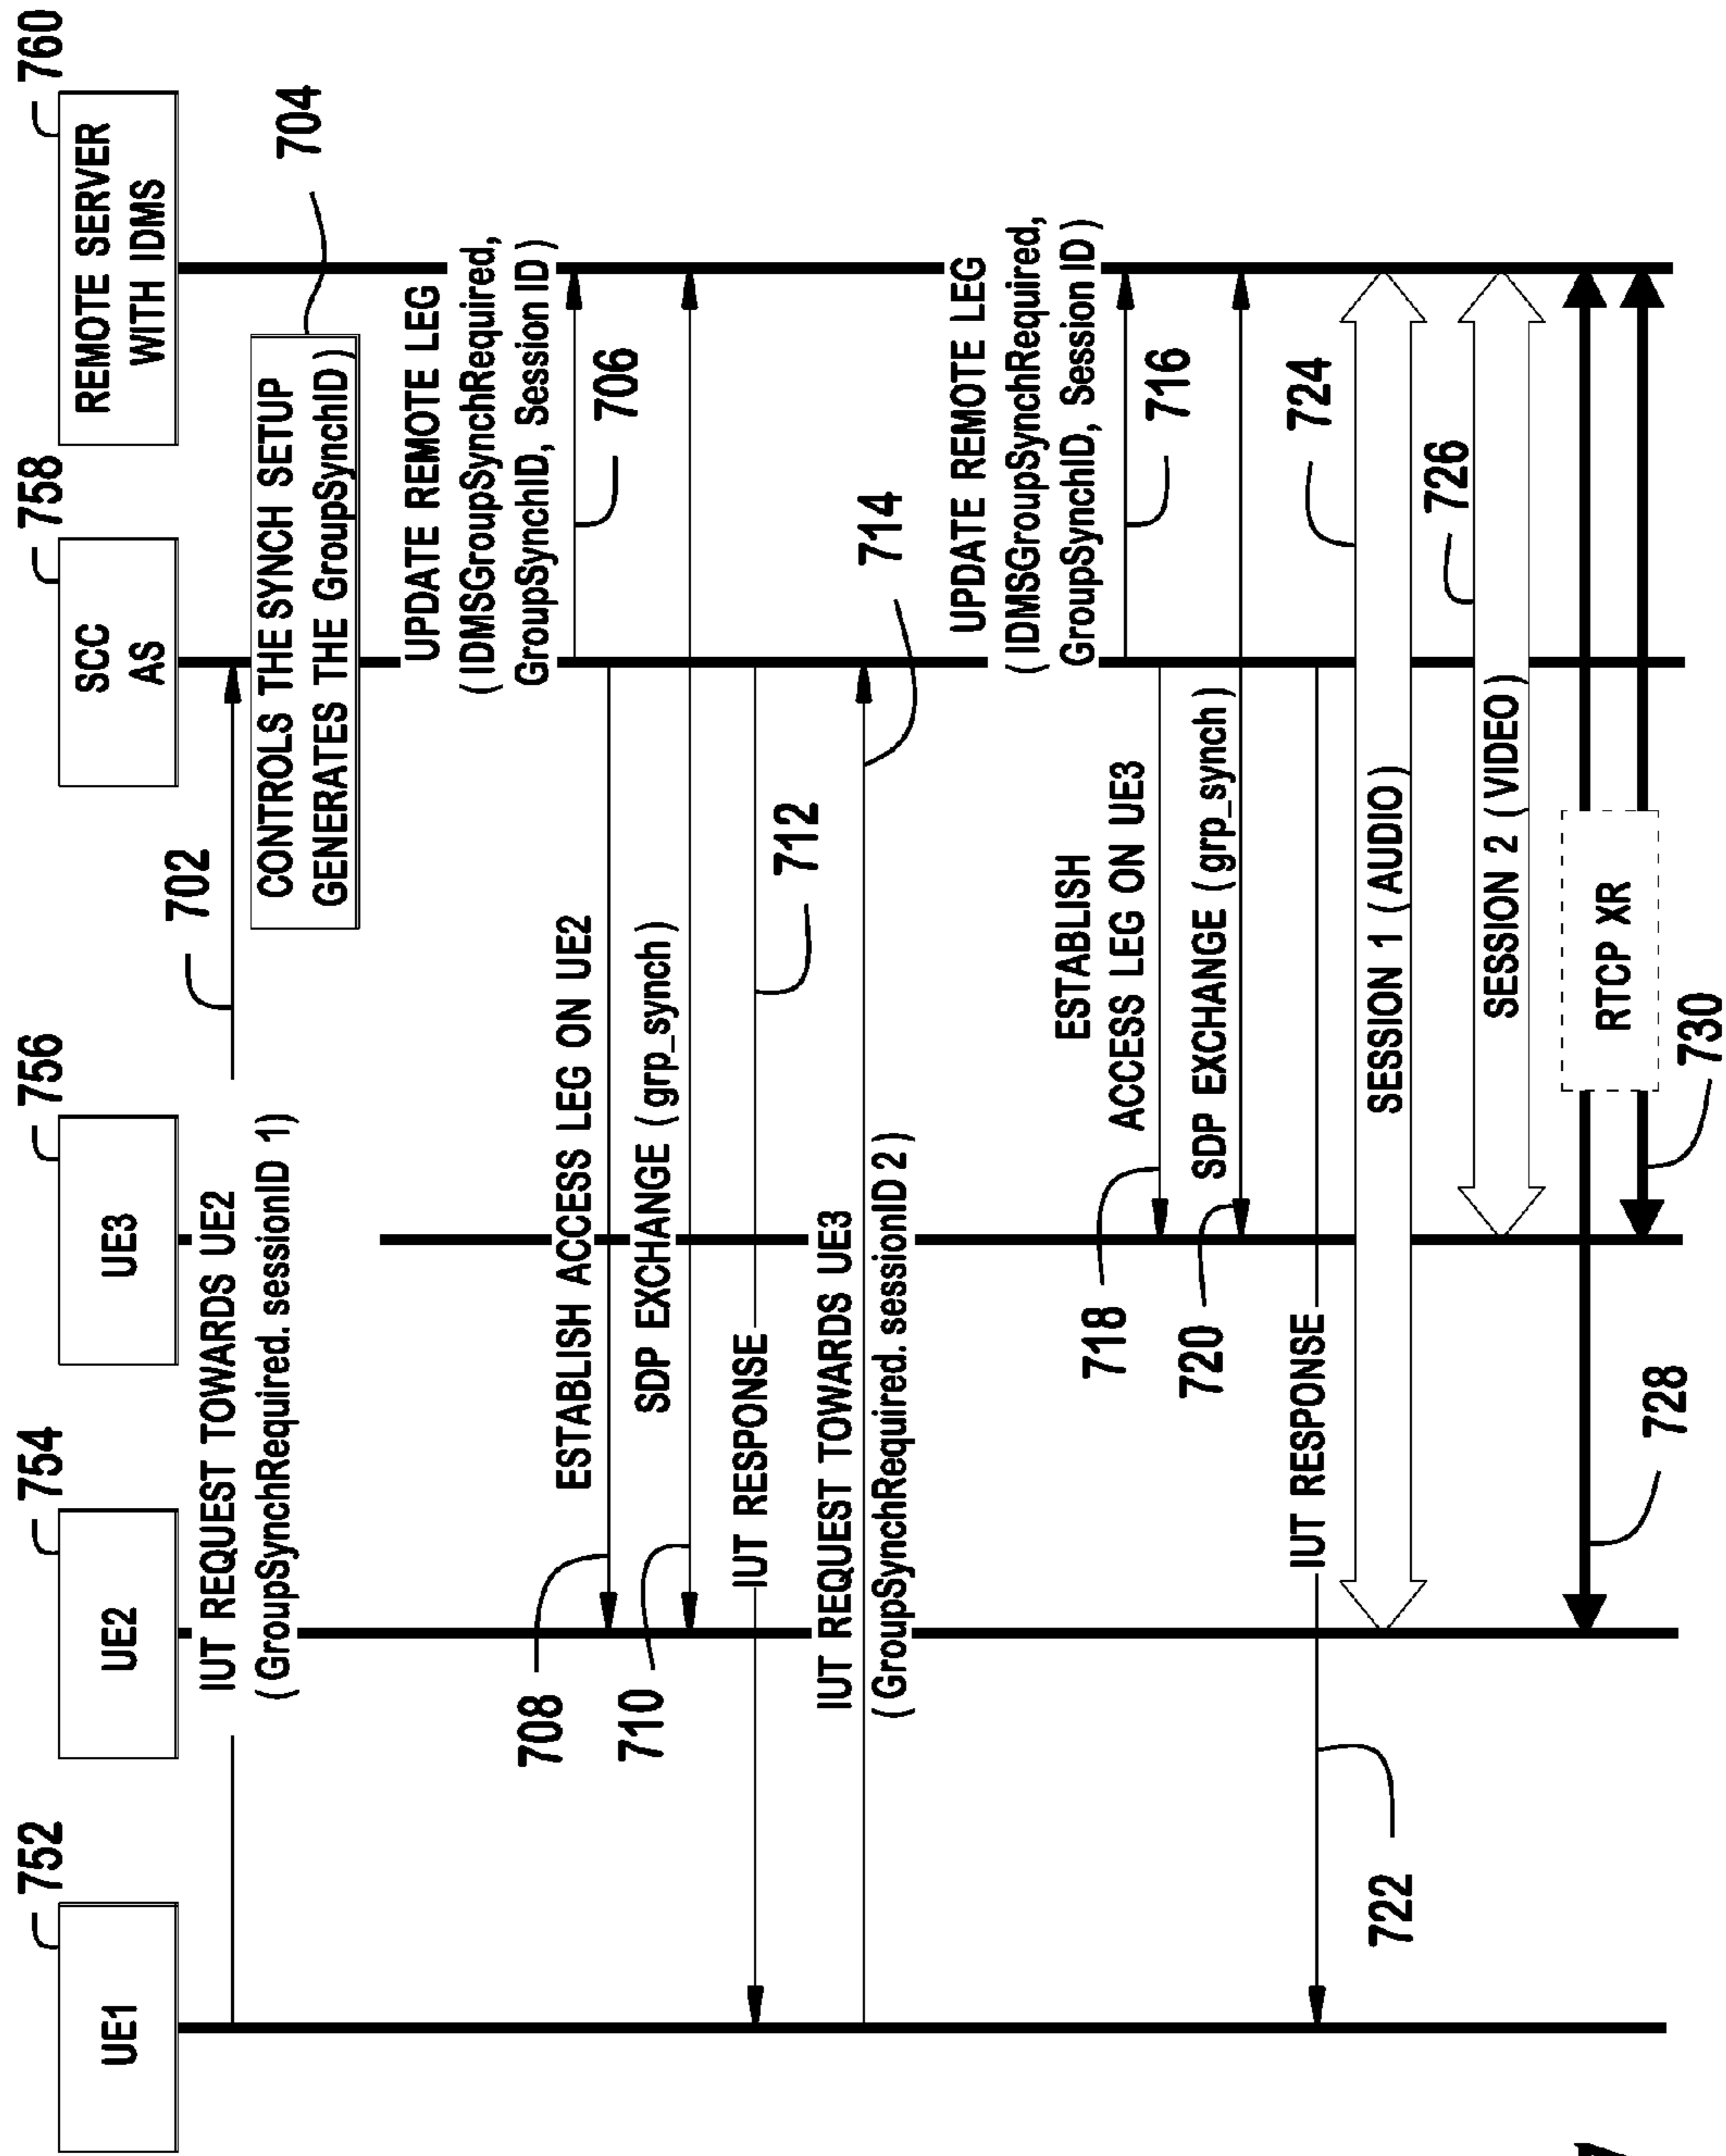 752
754
756
758
760
UE1
UE2
UE3
SCC
AS
REMOTE SERVER
WITH IDMS
IUT REQUEST TOWARDS UE2
(GroupSynchRequired. sessionID 1)
702
CONTROLS THE SYNCH SETUP
GENERATES THE GroupSynchID)
704
UPDATE REMOTE LEG
(IDMSGroupSynchRequired,
GroupSynchID, Session ID)
706
ESTABLISH ACCESS LEG ON UE2
708
SDP EXCHANGE (grp_synch)
710
IUT RESPONSE
712
IUT REQUEST TOWARDS UE3
(GroupSynchRequired. sessionID 2)
714
UPDATE REMOTE LEG
(IDMSGroupSynchRequired,
GroupSynchID, Session ID)
716
ESTABLISH
ACCESS LEG ON UE3
718
SDP EXCHANGE (grp_synch)
720
IUT RESPONSE
722
724
SESSION 1 (AUDIO)
726
SESSION 2 (VIDEO)
RTCP XR
728
730